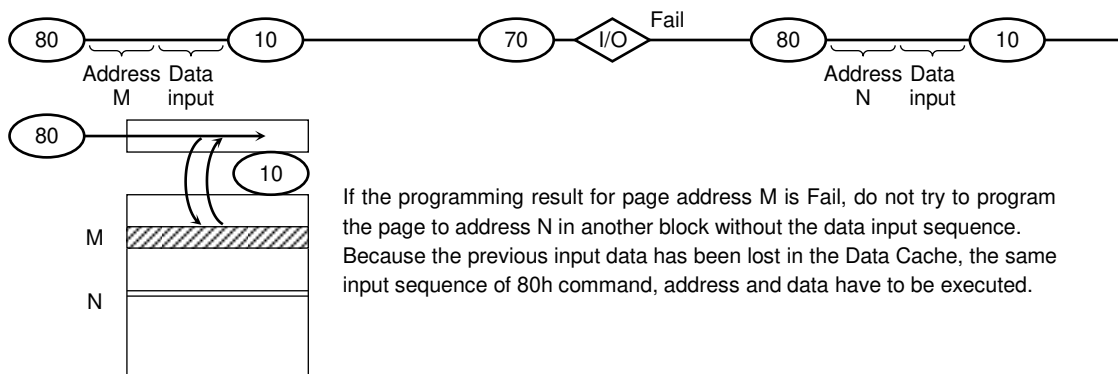 80 10 70 I/O Fail 80 10
Address Data Address Data
M input N input
80
10
If the programming result for page address M is Fail, do not try to program
the page to address N in another block without the data input sequence.
M
Because the previous input data has been lost in the Data Cache, the same
input sequence of 80h command, address and data have to be executed.
N